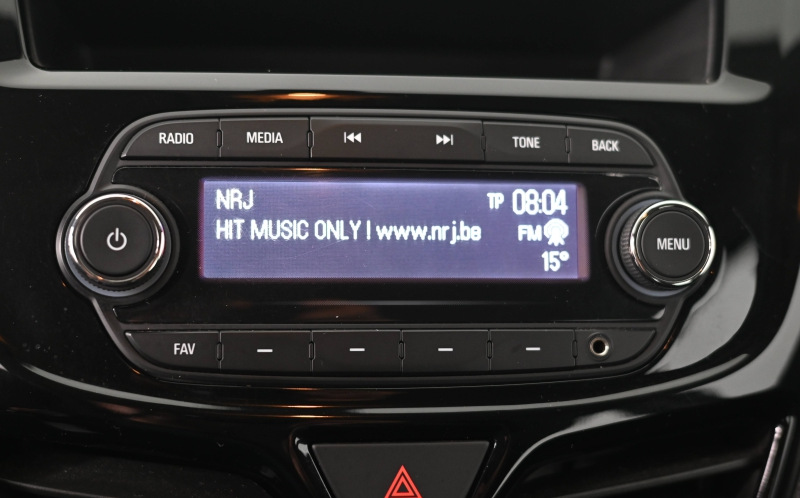 RADIO MEDIA TONE BACK
NRJ TP 08:04
HIT MUSIC ONLY | www.nrj.be FM
15°
MENU
FAV